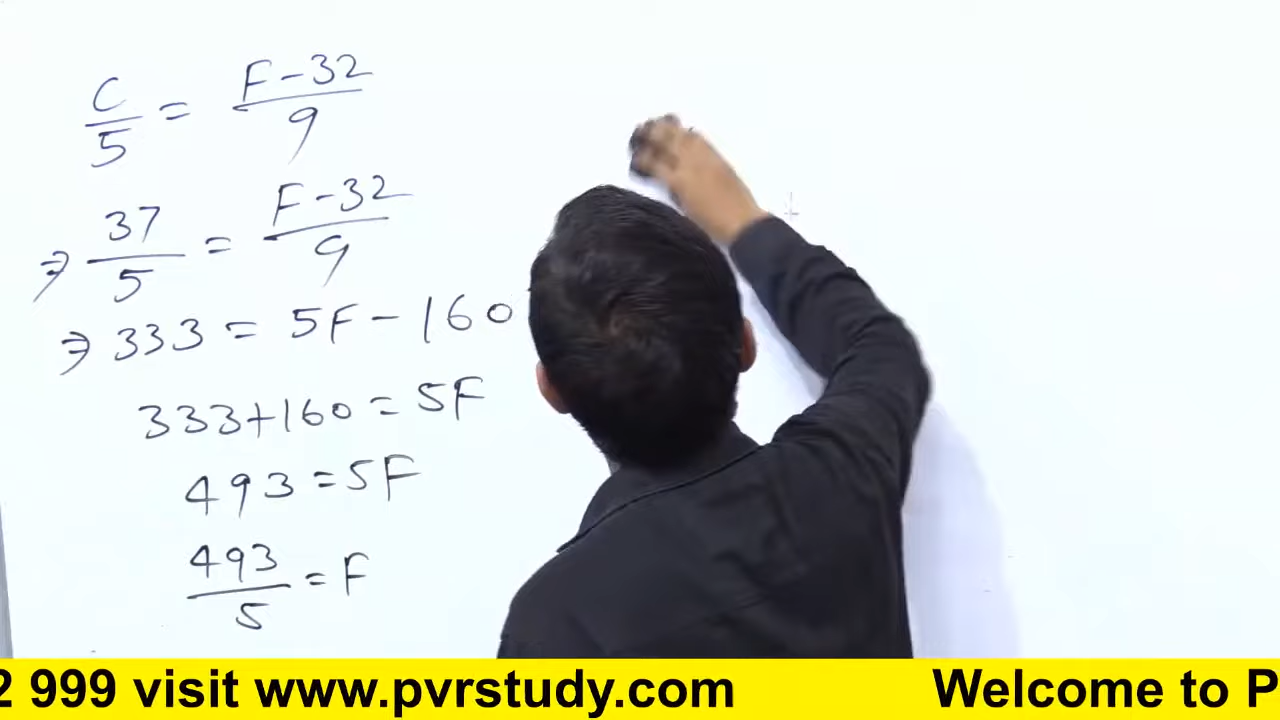 C/5 = F-32/9
⇒ 37/5 = F-32/9
⇒ 333 = 5F - 160
333+160 = 5F
493 = 5F
493/5 = F
2 999 visit www.pvrstudy.com Welcome to P